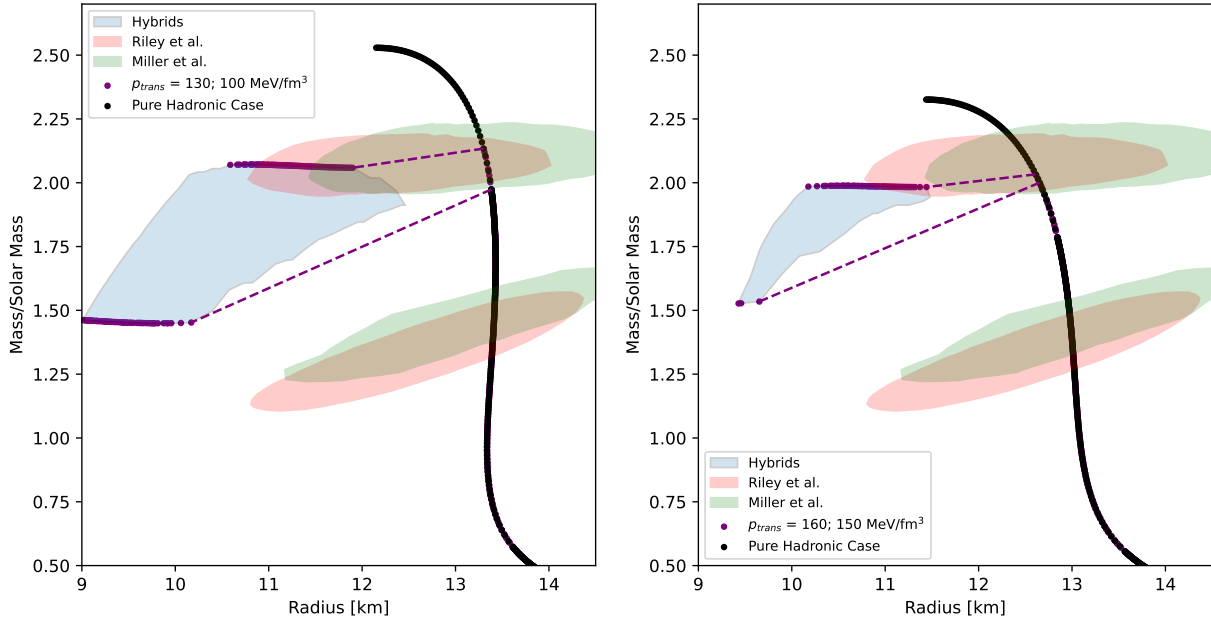 2.50
2.25
2.00
1.75
1.50
1.25
1.00
0.75
0.50
Mass/Solar Mass
Hybrids
Riley et al.
Miller et al.
p_trans = 130; 100 MeV/fm³
Pure Hadronic Case
9 10 11 12 13 14
Radius [km]
2.50
2.25
2.00
1.75
1.50
1.25
1.00
0.75
0.50
Mass/Solar Mass
Hybrids
Riley et al.
Miller et al.
p_trans = 160; 150 MeV/fm³
Pure Hadronic Case
9 10 11 12 13 14
Radius [km]